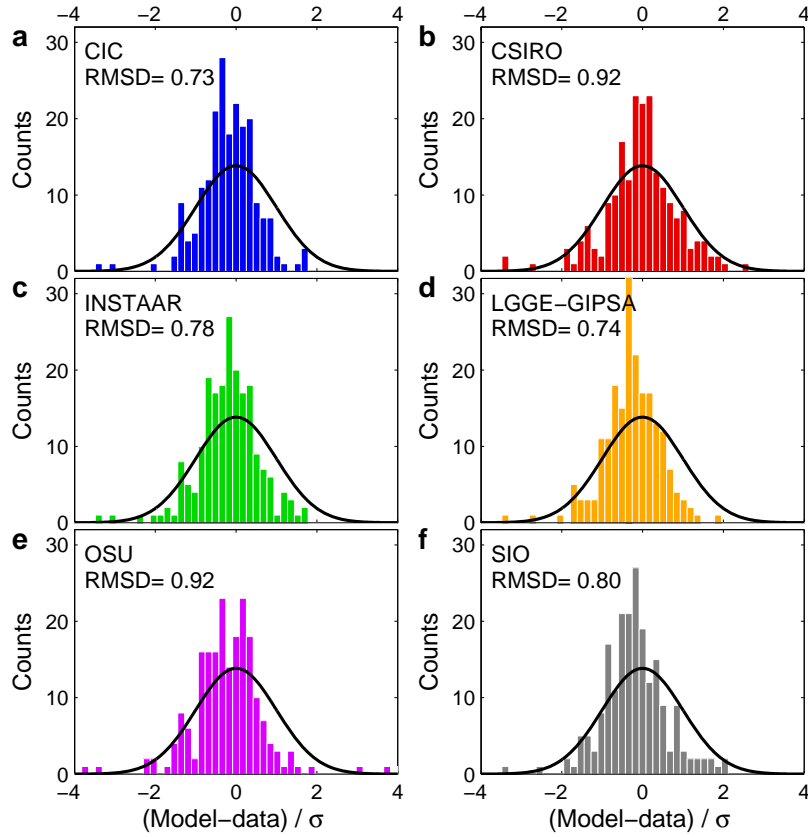 −4 −2 0 2 4
−4 −2 0 2 4
a
CIC
RMSD= 0.73
30
20
10
0
Counts
b
CSIRO
RMSD= 0.92
30
20
10
0
Counts
c
INSTAAR
RMSD= 0.78
30
20
10
0
Counts
d
LGGE−GIPSA
RMSD= 0.74
30
20
10
0
Counts
e
OSU
RMSD= 0.92
30
20
10
0
Counts
f
SIO
RMSD= 0.80
30
20
10
0
Counts
−4 −2 0 2 4
(Model−data) / σ
−4 −2 0 2 4
(Model−data) / σ